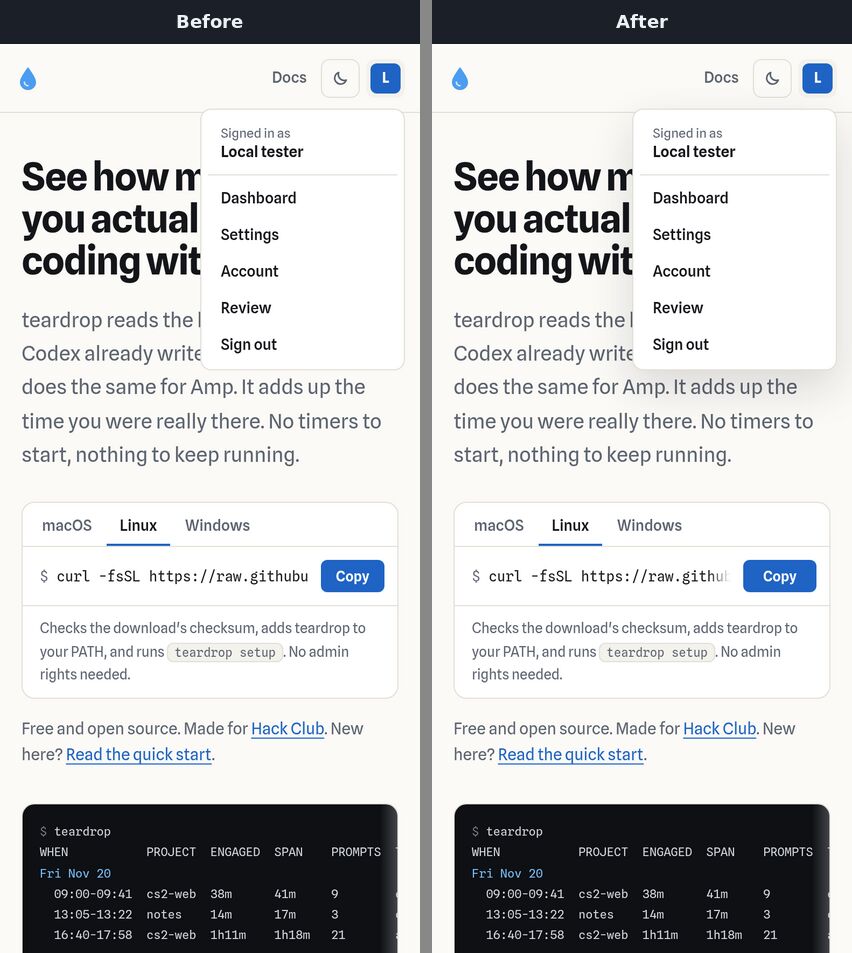 Before
Docs
L
Signed in as
Local tester
Dashboard
Settings
Account
Review
Sign out
See how m
you actual
coding wit
teardrop reads the
Codex already write
does the same for Amp. It adds up the
time you were really there. No timers to
start, nothing to keep running.
macOS Linux Windows
$ curl -fsSL https://raw.githubu Copy
Checks the download's checksum, adds teardrop to
your PATH, and runs teardrop setup. No admin
rights needed.
Free and open source. Made for Hack Club. New
here? Read the quick start.
$ teardrop
WHEN PROJECT ENGAGED SPAN PROMPTS
Fri Nov 20
09:00-09:41 cs2-web 38m 41m 9
13:05-13:22 notes 14m 17m 3
16:40-17:58 cs2-web 1h11m 1h18m 21
After
Docs
L
Signed in as
Local tester
Dashboard
Settings
Account
Review
Sign out
See how m
you actual
coding wit
teardrop reads the
Codex already write
does the same for Amp. It adds up the
time you were really there. No timers to
start, nothing to keep running.
macOS Linux Windows
$ curl -fsSL https://raw.github Copy
Checks the download's checksum, adds teardrop to
your PATH, and runs teardrop setup. No admin
rights needed.
Free and open source. Made for Hack Club. New
here? Read the quick start.
$ teardrop
WHEN PROJECT ENGAGED SPAN PROMPTS
Fri Nov 20
09:00-09:41 cs2-web 38m 41m 9
13:05-13:22 notes 14m 17m 3
16:40-17:58 cs2-web 1h11m 1h18m 21